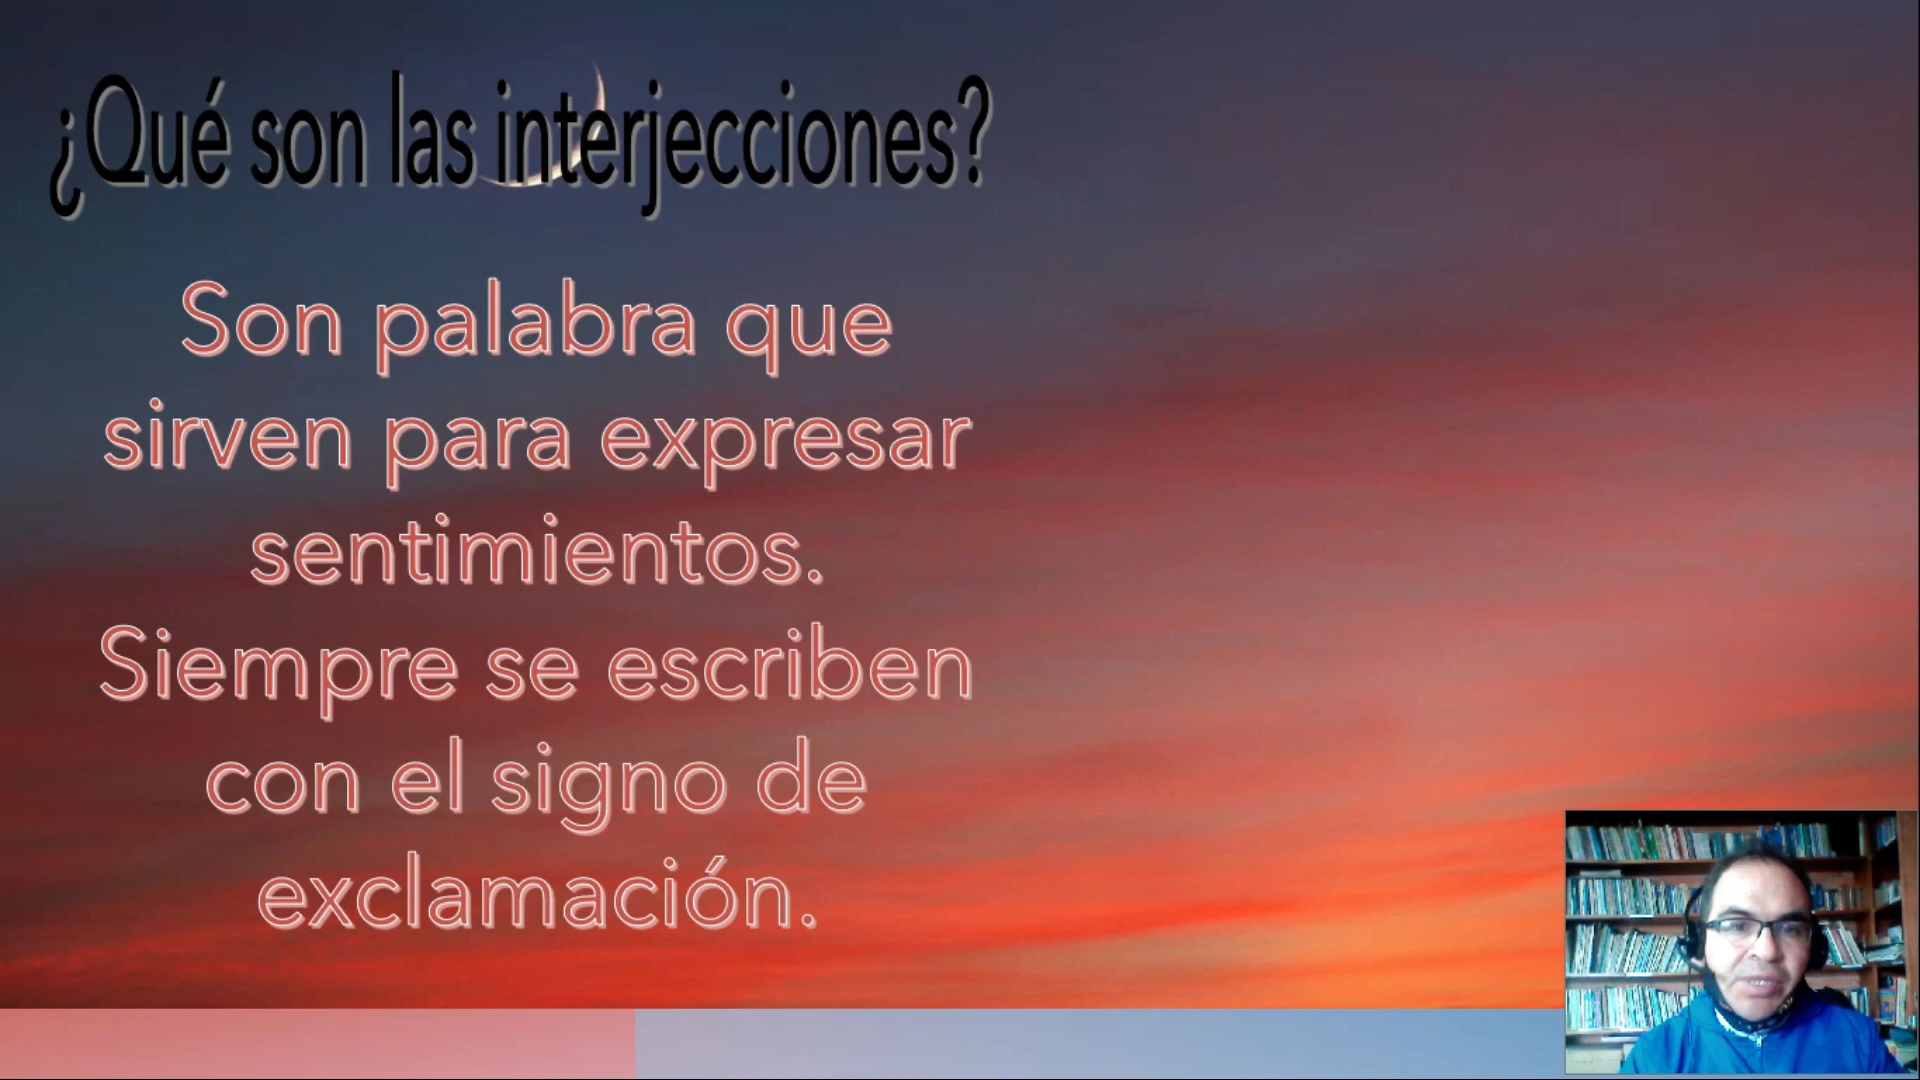 ¿Qué son las interjecciones?
Son palabra que
sirven para expresar
sentimientos.
Siempre se escriben
con el signo de
exclamación.